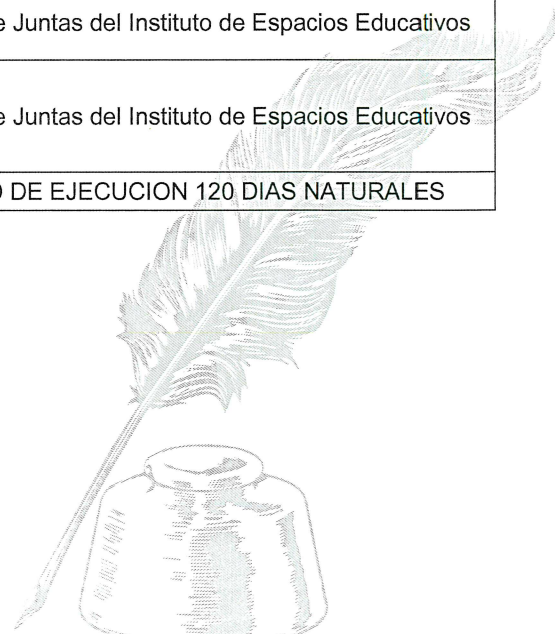 e Juntas del Instituto de Espacios Educativos
e Juntas del Instituto de Espacios Educativos
O DE EJECUCION 120 DIAS NATURALES